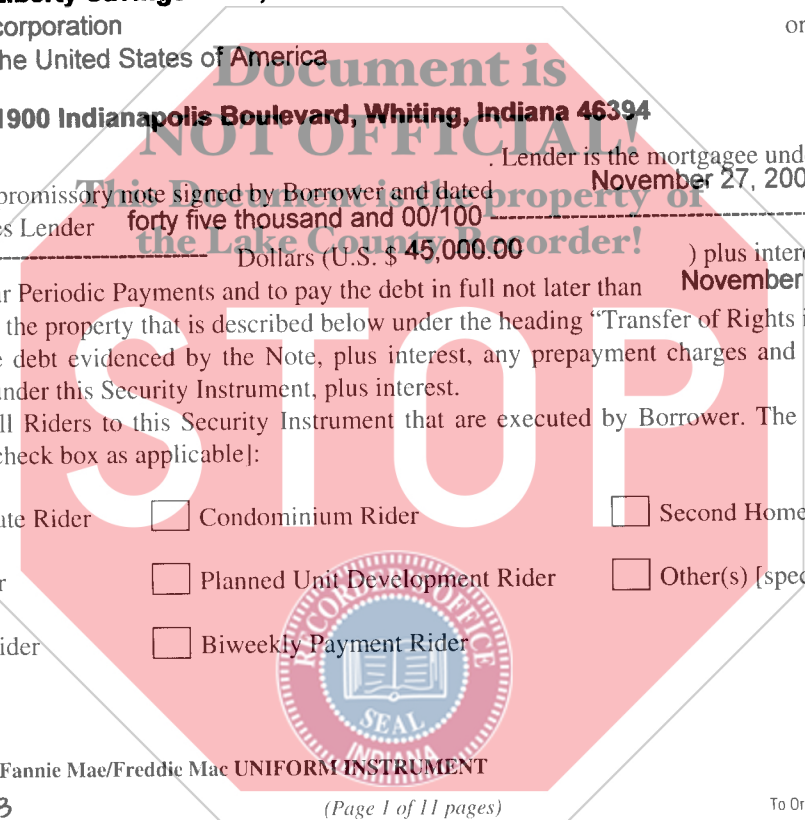 Liberty Savings
corporation or
he United States of America
1900 Indianapolis Boulevard, Whiting, Indiana 46394
Document is
NOT OFFICIAL!
This Document is the property of
the Lake County Recorder!
. Lender is the mortgagee und
promissory note signed by Borrower and dated November 27, 200
es Lender forty five thousand and 00/100
Dollars (U.S. $ 45,000.00 ) plus intere
r Periodic Payments and to pay the debt in full not later than November
the property that is described below under the heading “Transfer of Rights i
e debt evidenced by the Note, plus interest, any prepayment charges and
under this Security Instrument, plus interest.
ll Riders to this Security Instrument that are executed by Borrower. The
check box as applicable]:
STOP
ate Rider Condominium Rider Second Home
r Planned Unit Development Rider Other(s) [spec
ider Biweekly Payment Rider
RECORDER'S OFFICE
SEAL
INDIANA
Fannie Mae/Freddie Mac UNIFORM INSTRUMENT
3 (Page 1 of 11 pages) To Or